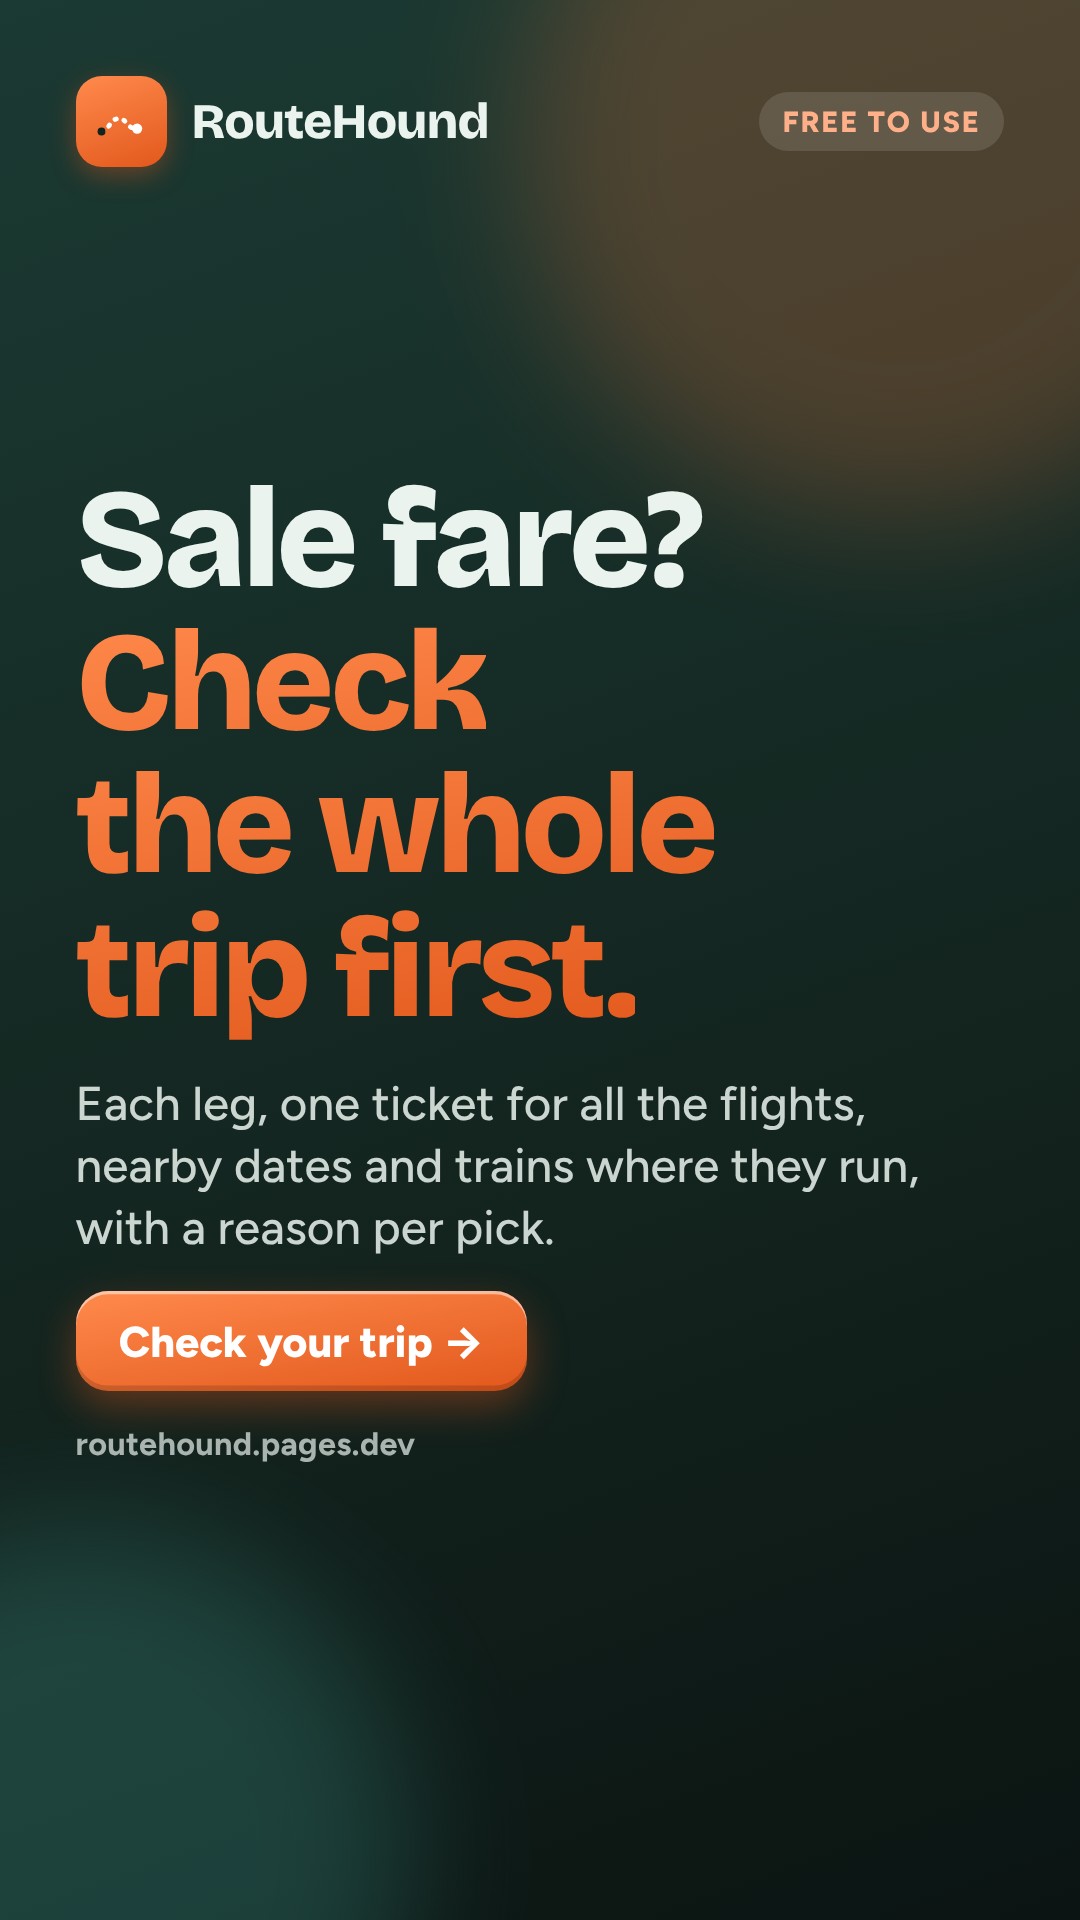 RouteHound
FREE TO USE
Sale fare?
Check
the whole
trip first.
Each leg, one ticket for all the flights,
nearby dates and trains where they run,
with a reason per pick.
Check your trip →
routehound.pages.dev